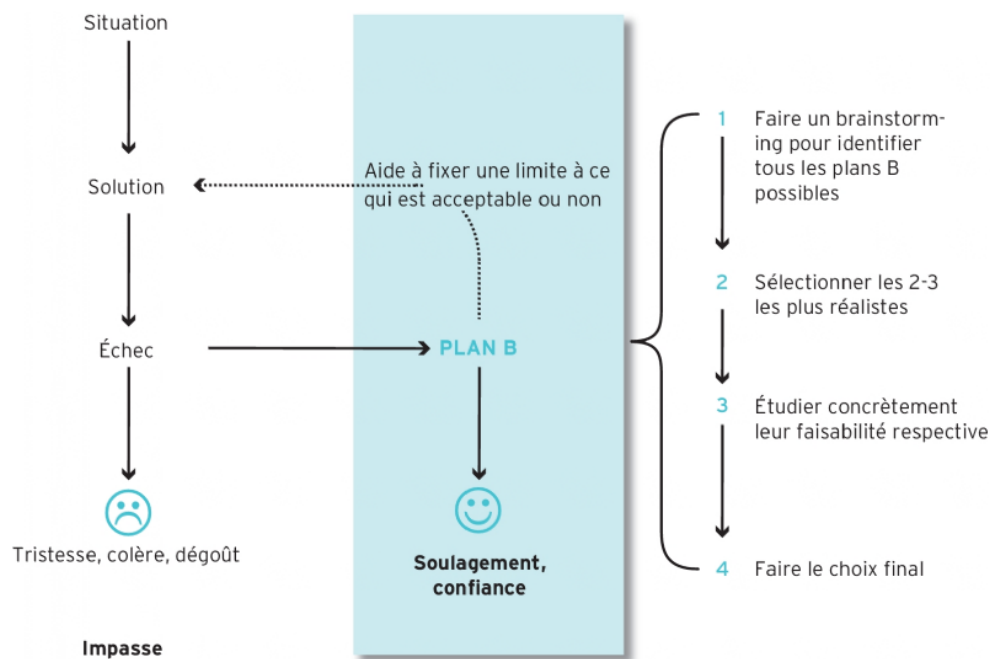 Situation
Solution
Échec
Tristesse, colère, dégoût
Impasse
Aide à fixer une limite à ce
qui est acceptable ou non
PLAN B
Soulagement,
confiance
1 Faire un brainstorm-
ing pour identifier
tous les plans B
possibles
2 Sélectionner les 2-3
les plus réalistes
3 Étudier concrètement
leur faisabilité respective
4 Faire le choix final